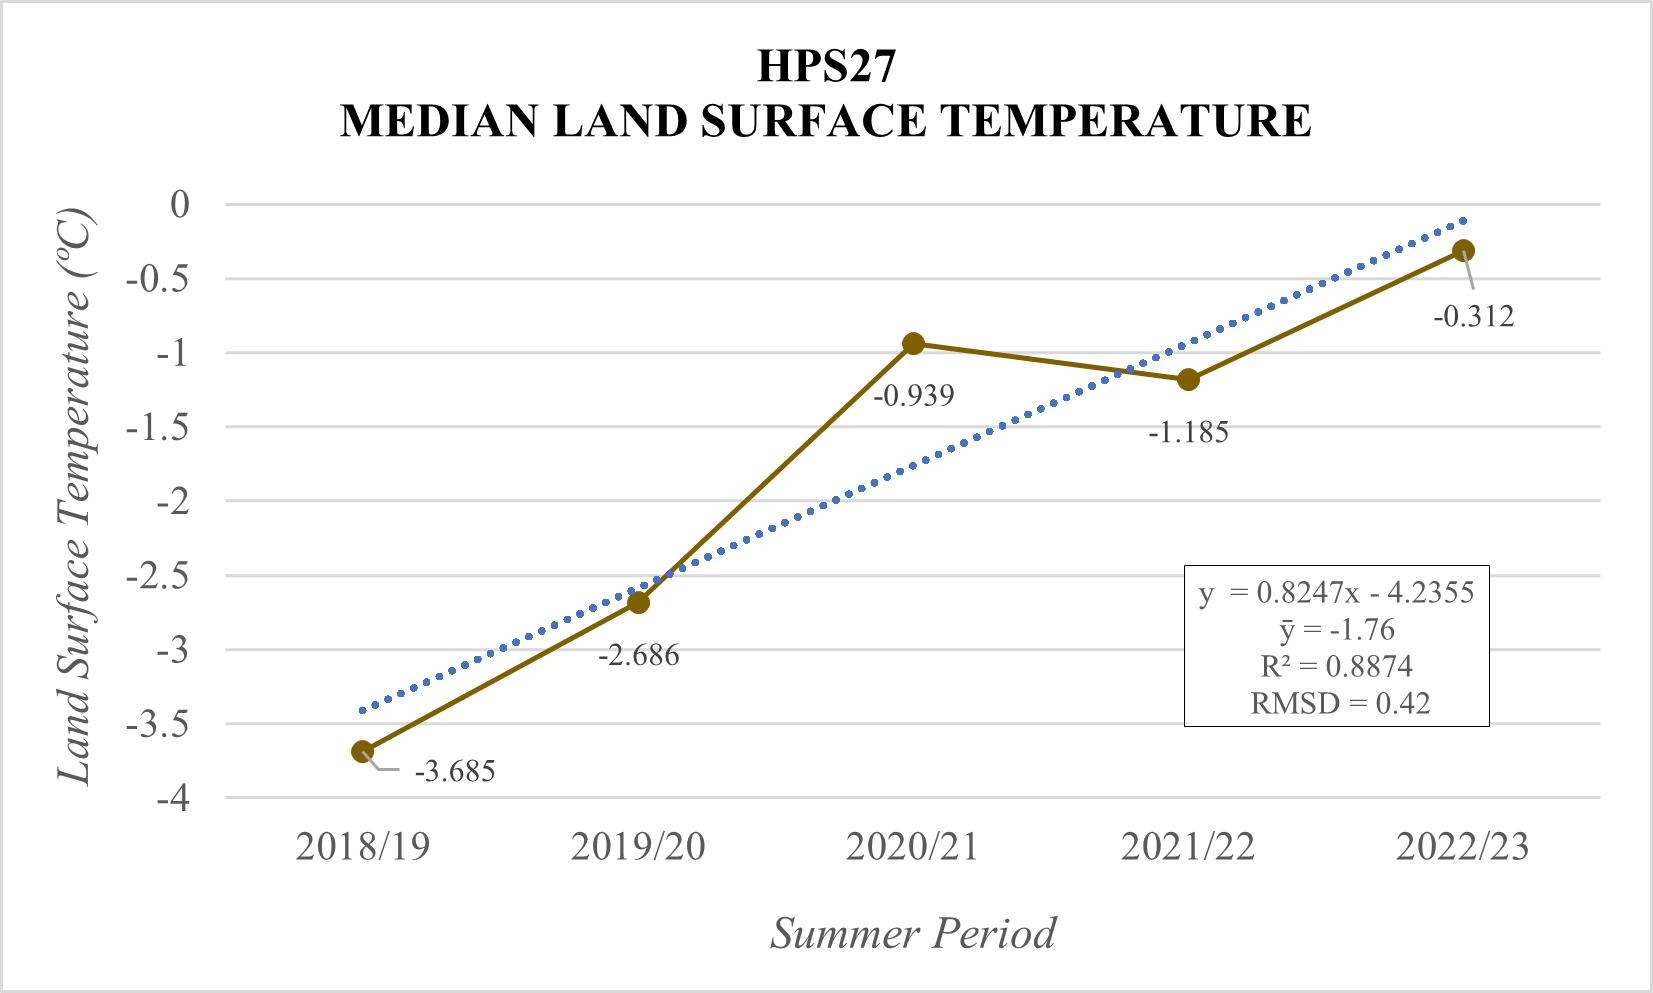 HPS27
MEDIAN LAND SURFACE TEMPERATURE
Land Surface Temperature (ºC)
0
-0.5
-1
-1.5
-2
-2.5
-3
-3.5
-4
-3.685
-2.686
-0.939
-1.185
-0.312
y = 0.8247x - 4.2355
ȳ = -1.76
R² = 0.8874
RMSD = 0.42
2018/19
2019/20
2020/21
2021/22
2022/23
Summer Period